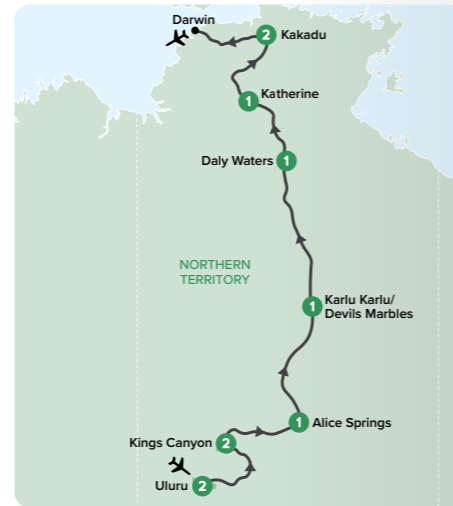 Darwin
2 Kakadu
1 Katherine
Daly Waters 1
NORTHERN
TERRITORY
1 Karlu Karlu/
Devils Marbles
1 Alice Springs
Kings Canyon 2
Uluru 2